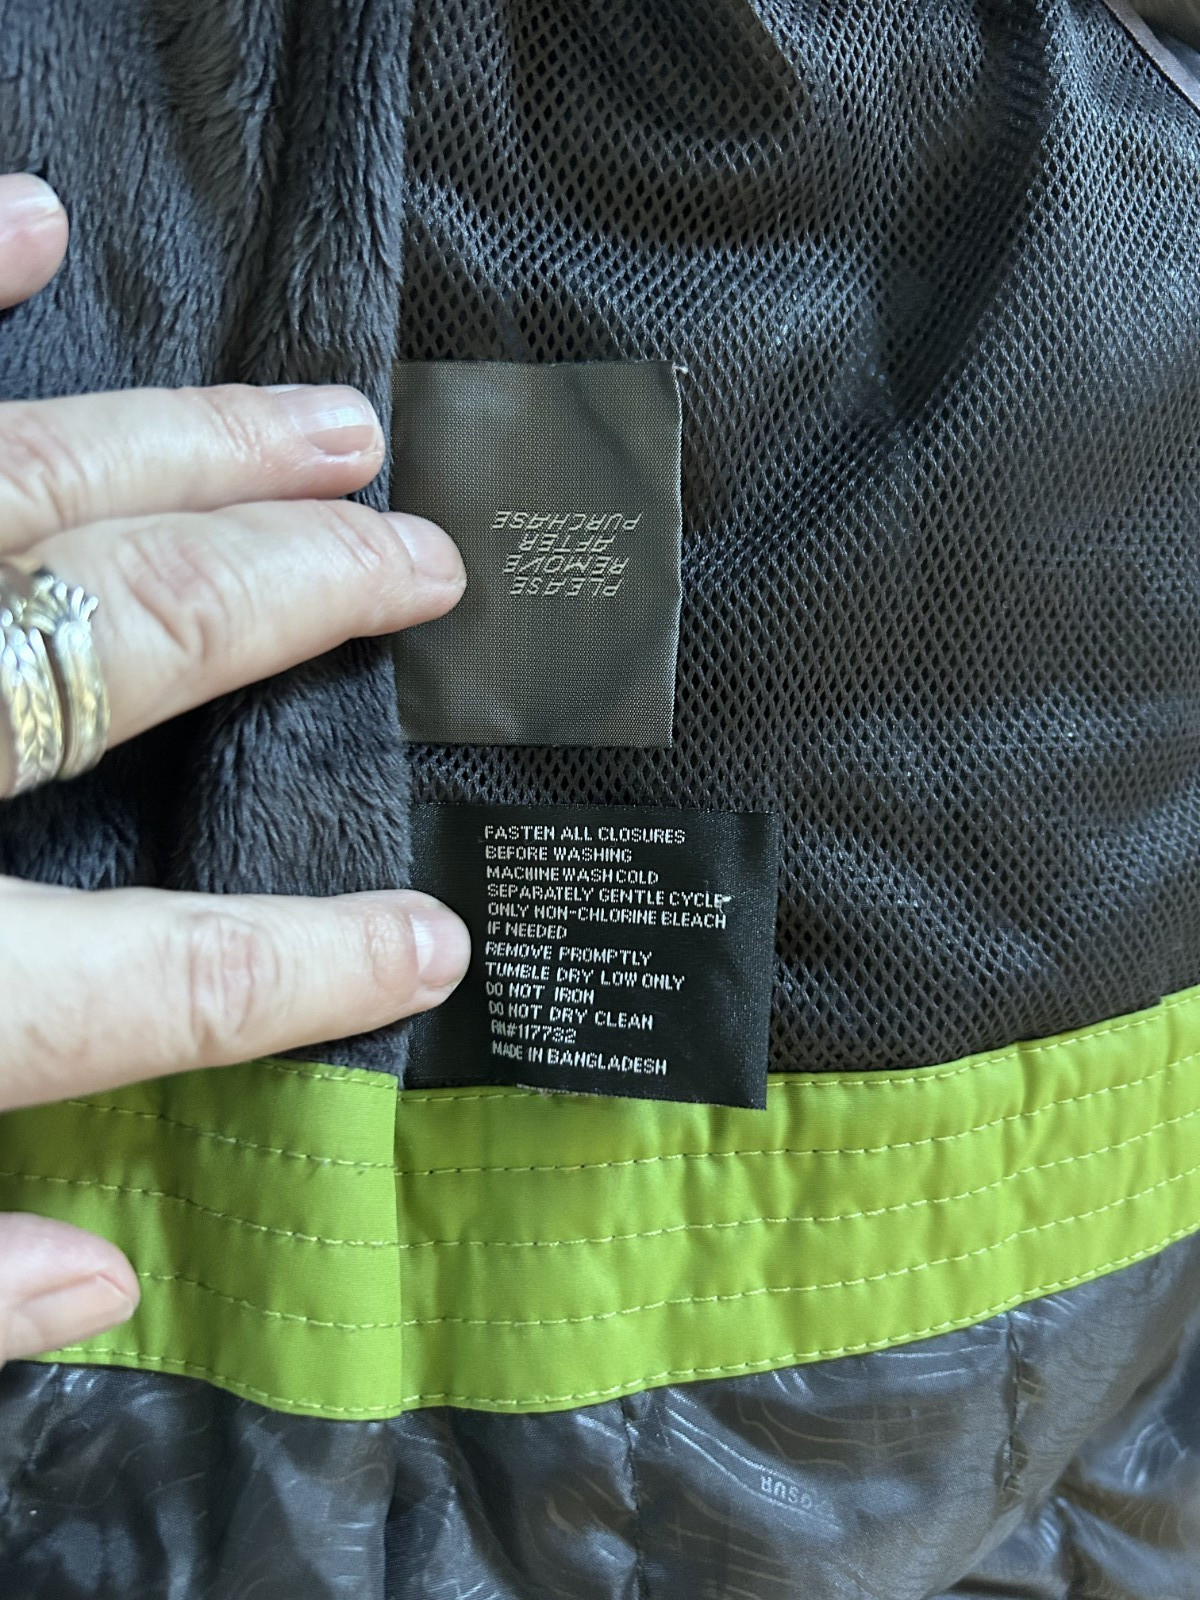 PLEASE
REMOVE
AFTER
PURCHASE
FASTEN ALL CLOSURES
BEFORE WASHING
MACHINE WASH COLD
SEPARATELY GENTLE CYCLE
ONLY NON-CHLORINE BLEACH
IF NEEDED
REMOVE PROMPTLY
TUMBLE DRY LOW ONLY
DO NOT IRON
DO NOT DRY CLEAN
RN#117732
MADE IN BANGLADESH